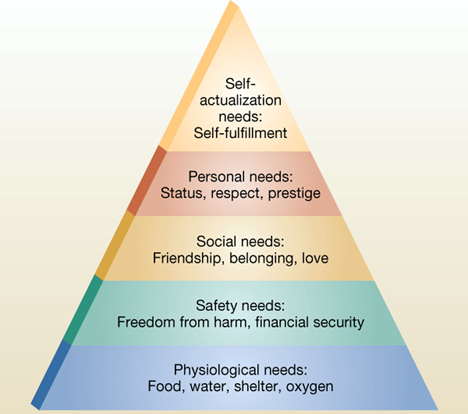 Self-
actualization
needs:
Self-fulfillment
Personal needs:
Status, respect, prestige
Social needs:
Friendship, belonging, love
Safety needs:
Freedom from harm, financial security
Physiological needs:
Food, water, shelter, oxygen